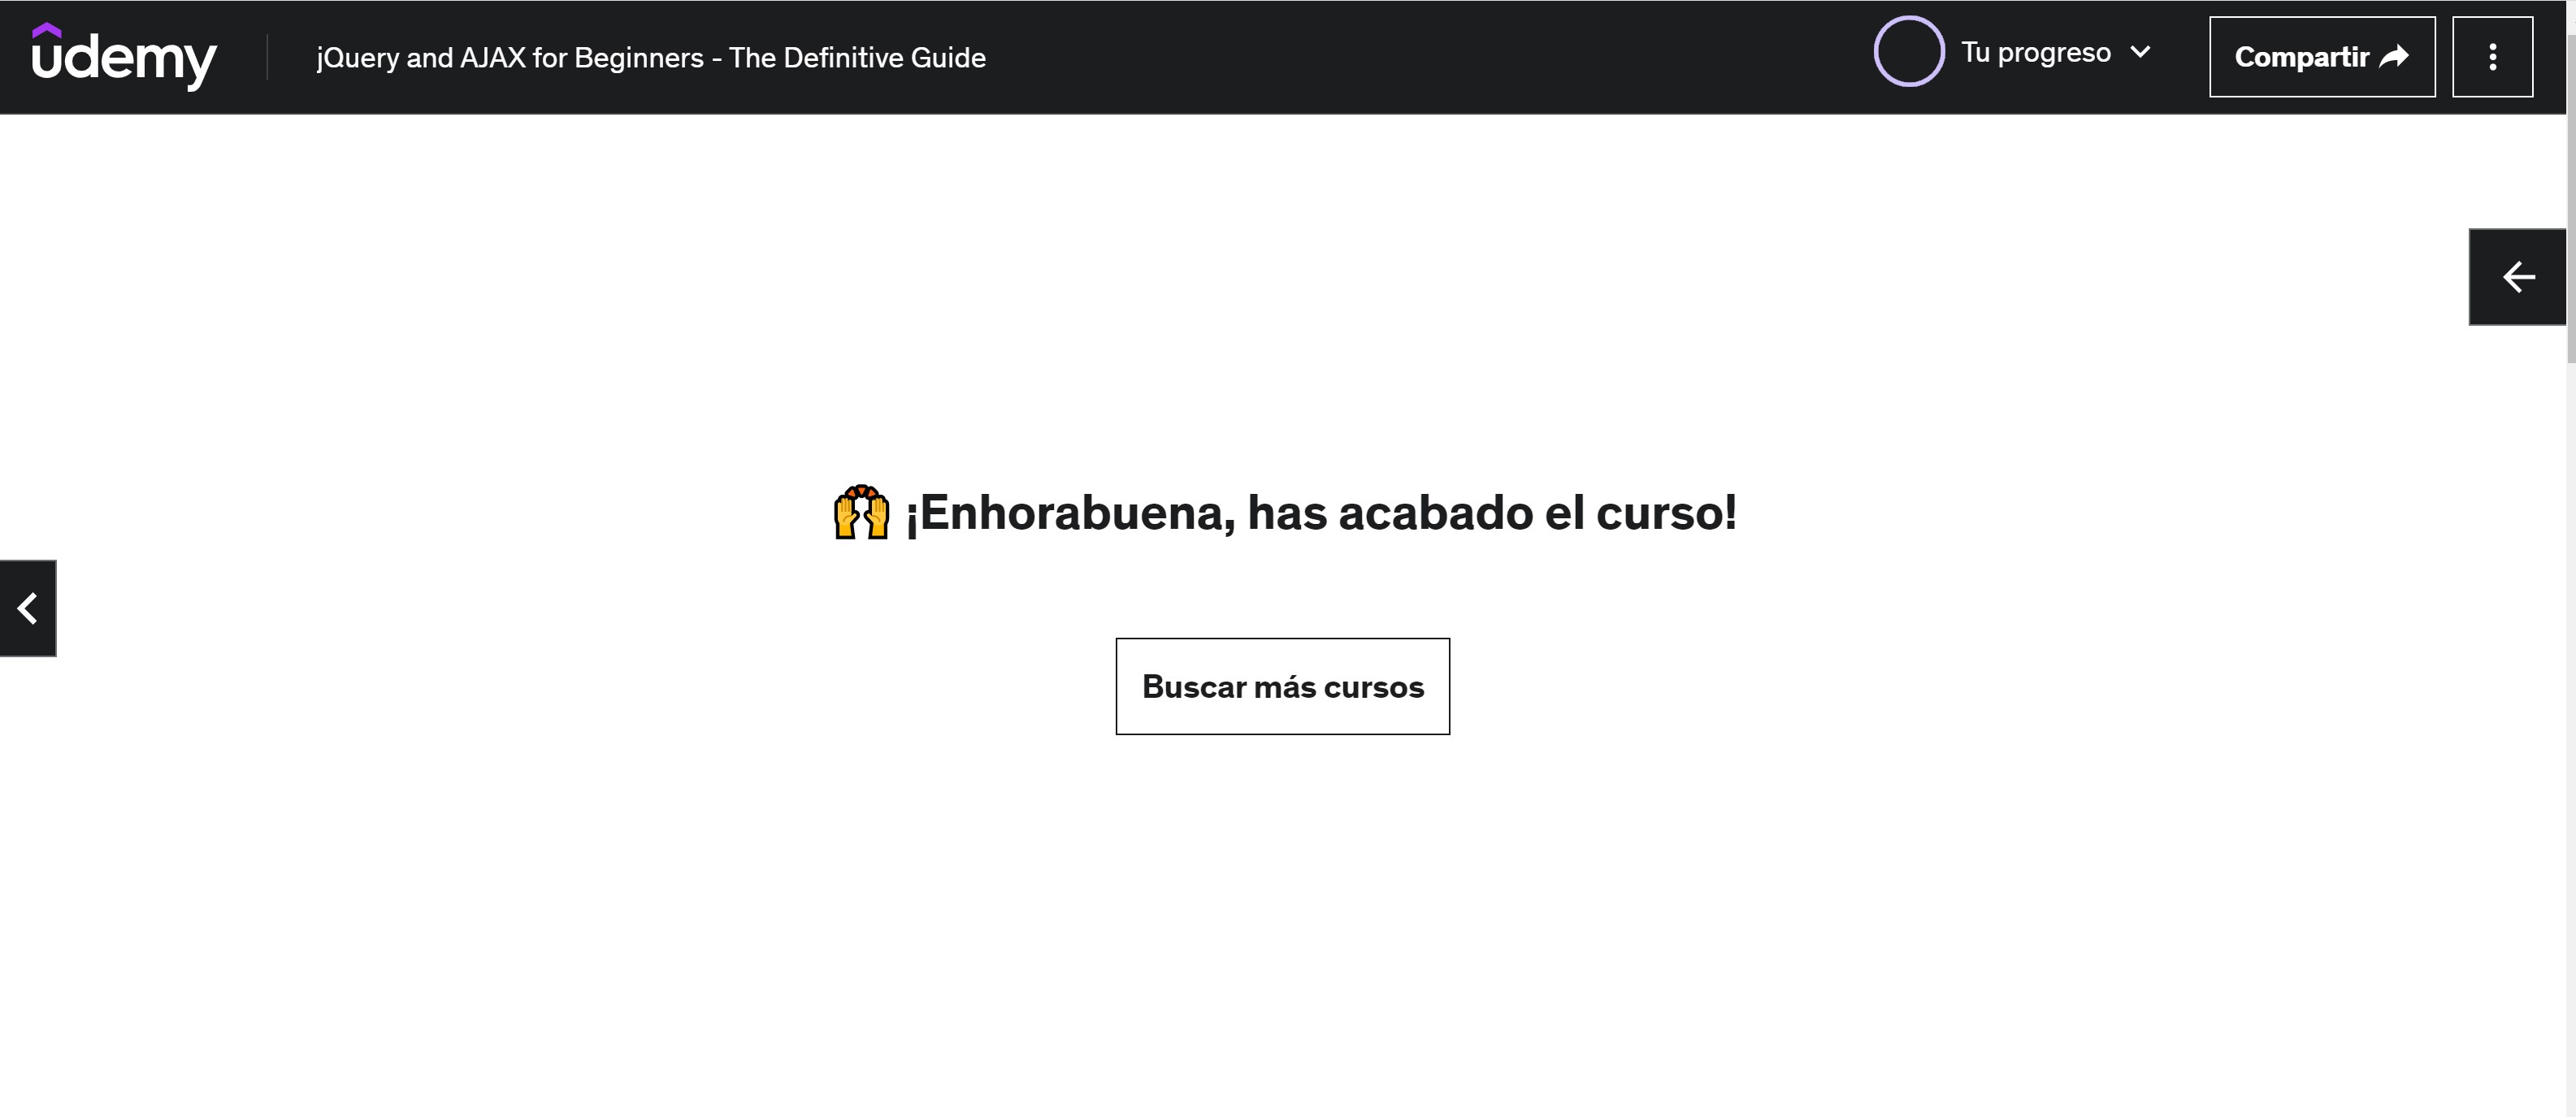 udemy
jQuery and AJAX for Beginners - The Definitive Guide
Tu progreso
Compartir
¡Enhorabuena, has acabado el curso!
Buscar más cursos